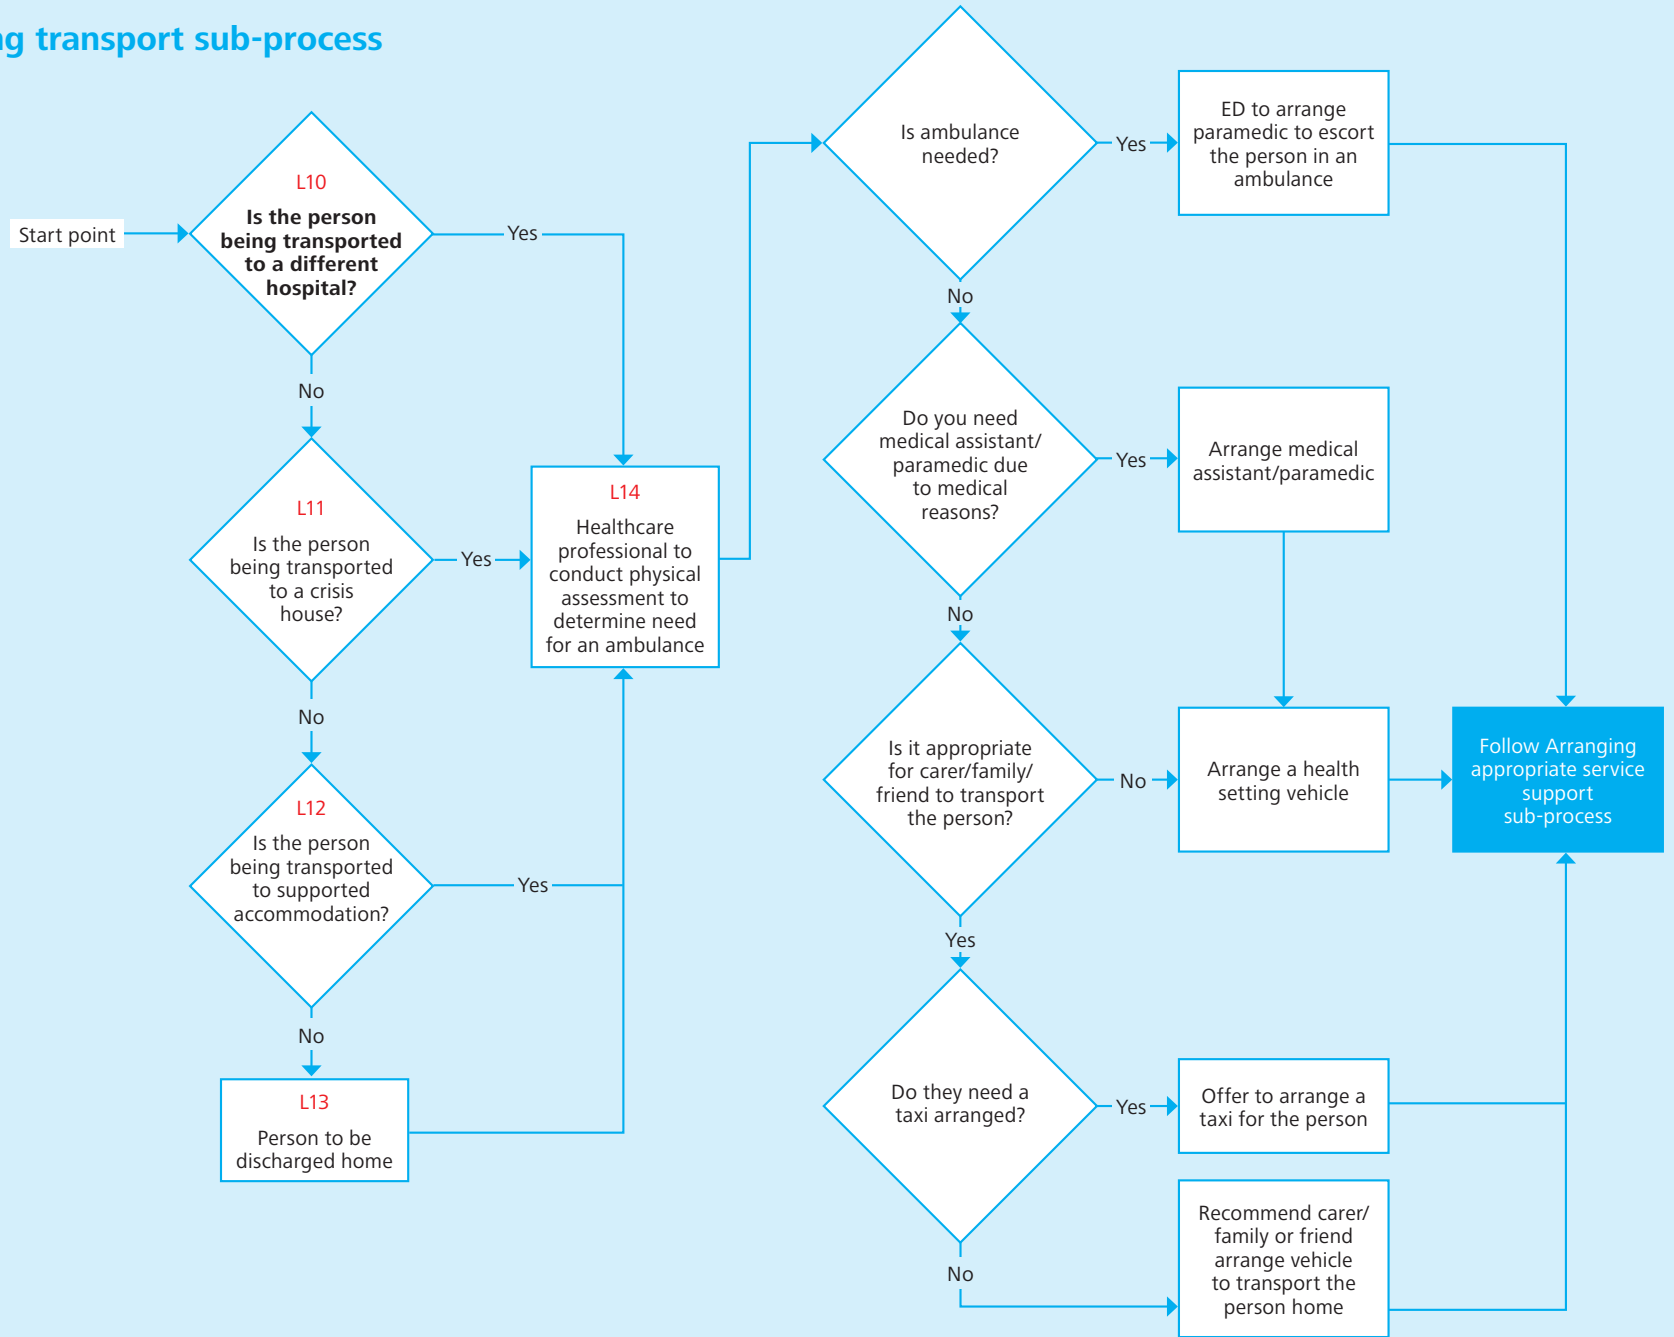 transport sub-process
Start point
L10
Is the person
being transported
to a different
hospital?
Yes
No
L11
Is the person
being transported
to a crisis
house?
Yes
No
L12
Is the person
being transported
to supported
accommodation?
Yes
No
L13
Person to be
discharged home
L14
Healthcare
professional to
conduct physical
assessment to
determine need
for an ambulance
Is ambulance
needed?
Yes
ED to arrange
paramedic to escort
the person in an
ambulance
No
Do you need
medical assistant/
paramedic due
to medical
reasons?
Yes
Arrange medical
assistant/paramedic
No
Is it appropriate
for carer/family/
friend to transport
the person?
No
Arrange a health
setting vehicle
Follow Arranging
appropriate service
support
sub-process
Yes
Do they need a
taxi arranged?
Yes
Offer to arrange a
taxi for the person
No
Recommend carer/
family or friend
arrange vehicle
to transport the
person home